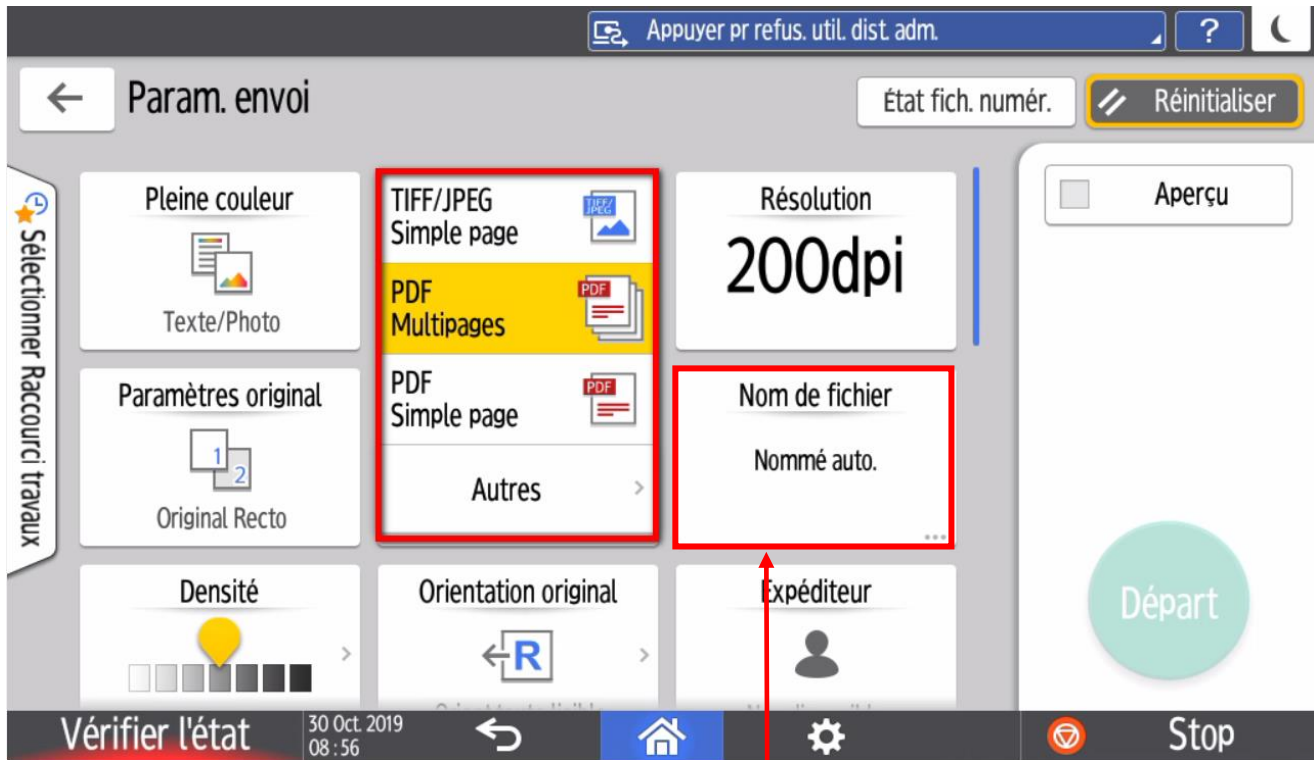 Appuyer pr refus. util. dist. adm.
?
Param. envoi
État fich. numér.
Réinitialiser
Sélectionner Raccourci travaux
Pleine couleur
Texte/Photo
TIFF/JPEG
Simple page
TIFF/
JPEG
PDF
Multipages
PDF
PDF
Simple page
PDF
Autres
Résolution
200dpi
Aperçu
Paramètres original
1
2
Original Recto
Nom de fichier
Nommé auto.
Densité
Orientation original
R
Expéditeur
Départ
Vérifier l'état
30 Oct. 2019
08 : 56
Stop